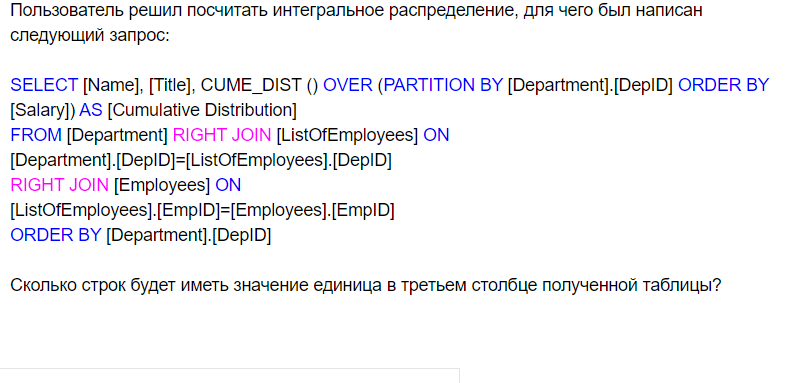 Пользователь решил посчитать интегральное распределение, для чего был написан
следующий запрос:
SELECT [Name], [Title], CUME_DIST () OVER (PARTITION BY [Department].[DepID] ORDER BY
[Salary]) AS [Cumulative Distribution]
FROM [Department] RIGHT JOIN [ListOfEmployees] ON
[Department].[DepID]=[ListOfEmployees].[DepID]
RIGHT JOIN [Employees] ON
[ListOfEmployees].[EmpID]=[Employees].[EmpID]
ORDER BY [Department].[DepID]
Сколько строк будет иметь значение единица в третьем столбце полученной таблицы?